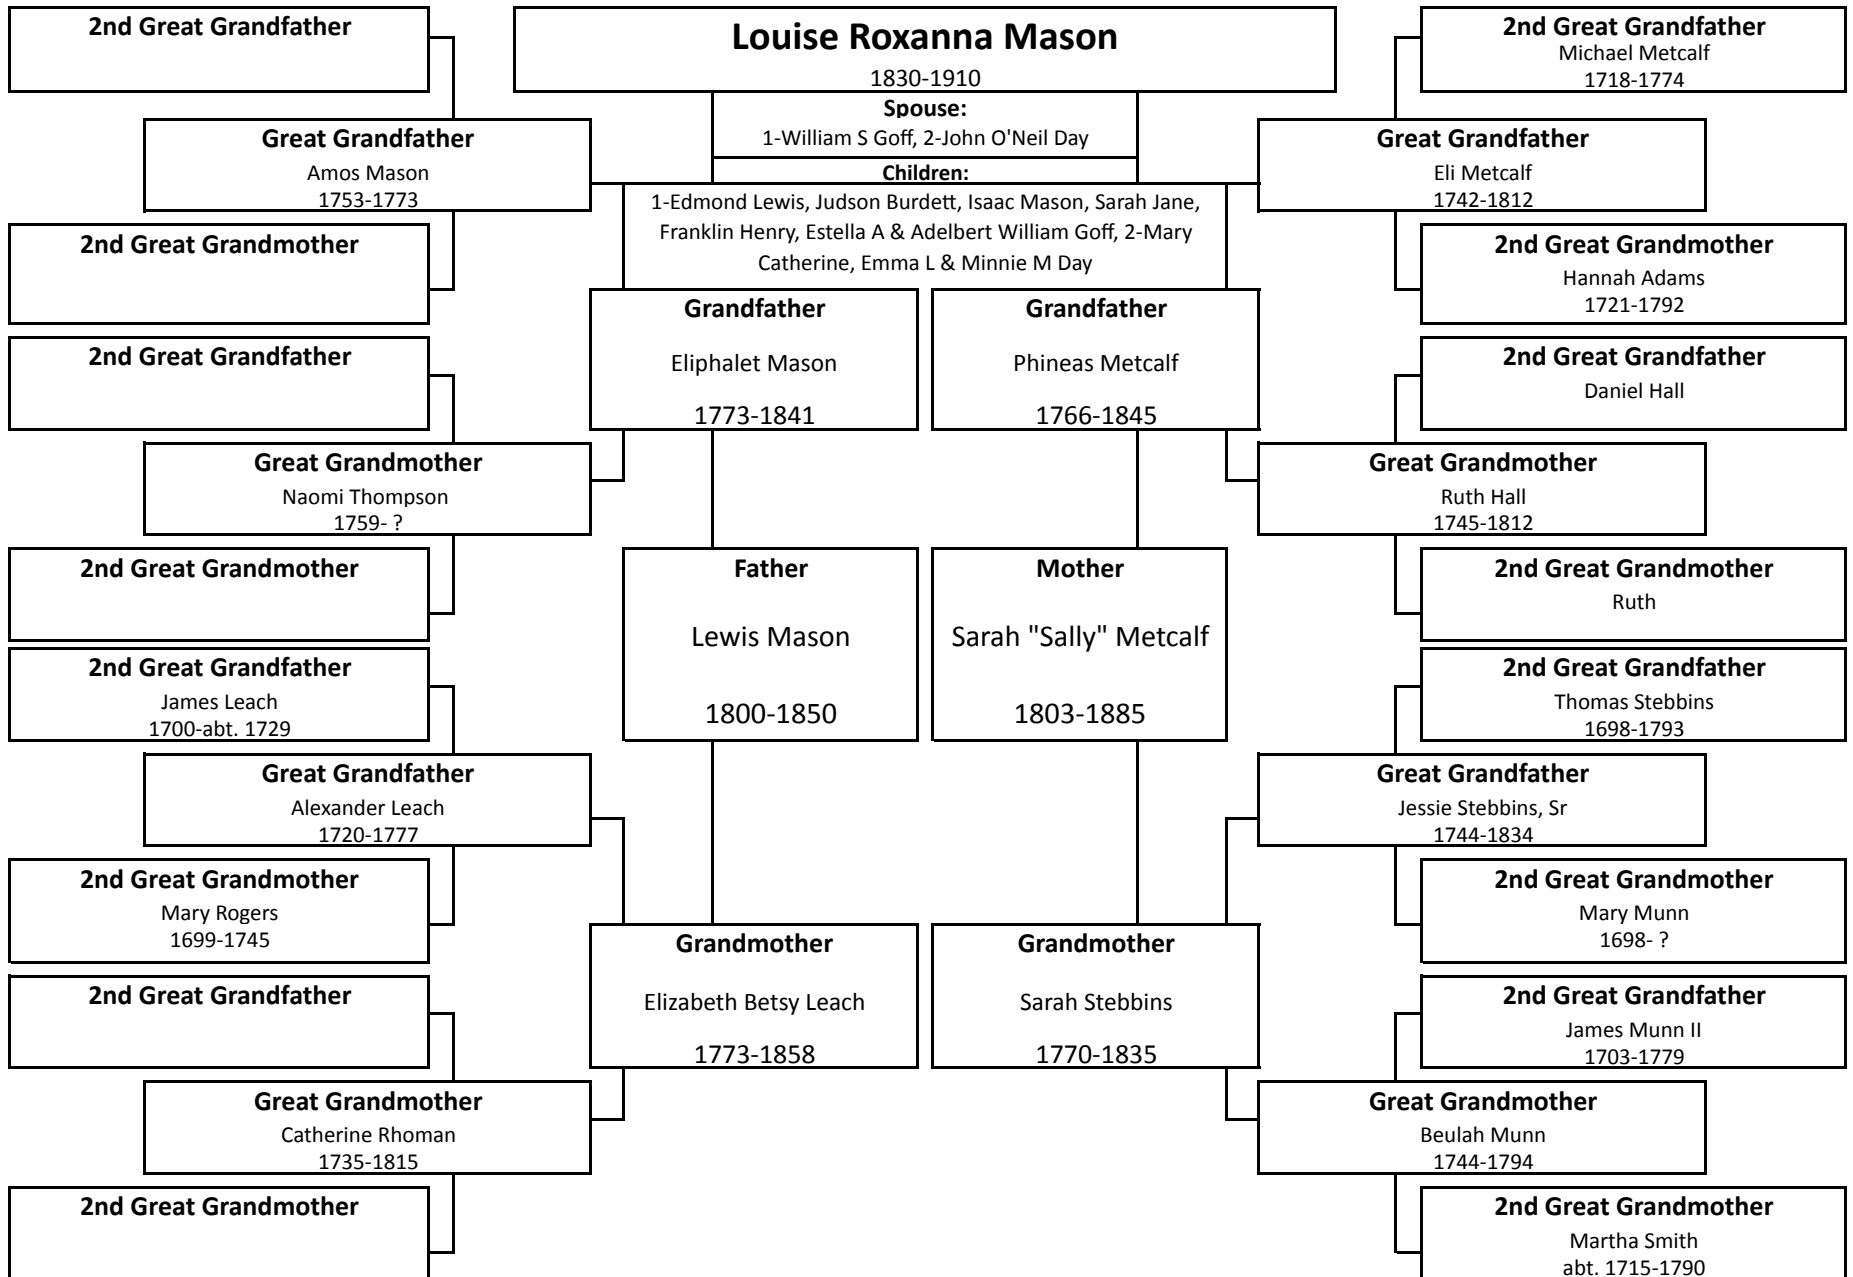 Louise Roxanna Mason
1830-1910
Spouse:
1-William S Goff, 2-John O'Neil Day
Children:
1-Edmond Lewis, Judson Burdett, Isaac Mason, Sarah Jane,
Franklin Henry, Estella A & Adelbert William Goff, 2-Mary
Catherine, Emma L & Minnie M Day
2nd Great Grandfather
Great Grandfather
Amos Mason
1753-1773
2nd Great Grandmother
2nd Great Grandfather
Great Grandmother
Naomi Thompson
1759- ?
2nd Great Grandmother
2nd Great Grandfather
James Leach
1700-abt. 1729
Great Grandfather
Alexander Leach
1720-1777
2nd Great Grandmother
Mary Rogers
1699-1745
2nd Great Grandfather
Great Grandmother
Catherine Rhoman
1735-1815
2nd Great Grandmother
Grandfather
Eliphalet Mason
1773-1841
Father
Lewis Mason
1800-1850
Grandmother
Elizabeth Betsy Leach
1773-1858
Grandfather
Phineas Metcalf
1766-1845
Mother
Sarah "Sally" Metcalf
1803-1885
Grandmother
Sarah Stebbins
1770-1835
2nd Great Grandfather
Michael Metcalf
1718-1774
Great Grandfather
Eli Metcalf
1742-1812
2nd Great Grandmother
Hannah Adams
1721-1792
2nd Great Grandfather
Daniel Hall
Great Grandmother
Ruth Hall
1745-1812
2nd Great Grandmother
Ruth
2nd Great Grandfather
Thomas Stebbins
1698-1793
Great Grandfather
Jessie Stebbins, Sr
1744-1834
2nd Great Grandmother
Mary Munn
1698- ?
2nd Great Grandfather
James Munn II
1703-1779
Great Grandmother
Beulah Munn
1744-1794
2nd Great Grandmother
Martha Smith
abt. 1715-1790